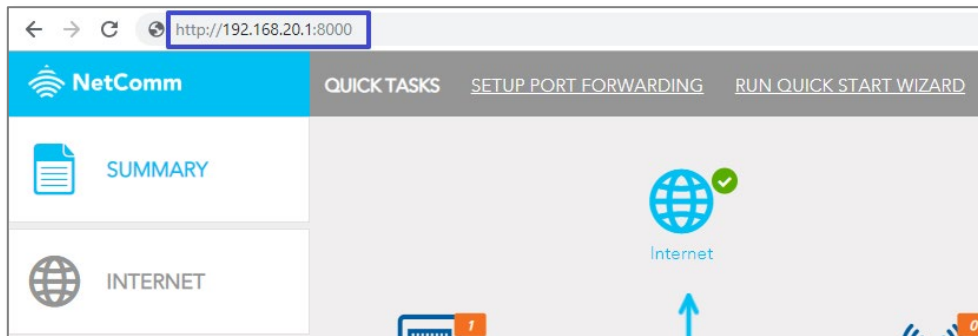 http://192.168.20.1:8000
NetComm
QUICK TASKS SETUP PORT FORWARDING RUN QUICK START WIZARD
SUMMARY
Internet
INTERNET
1
0